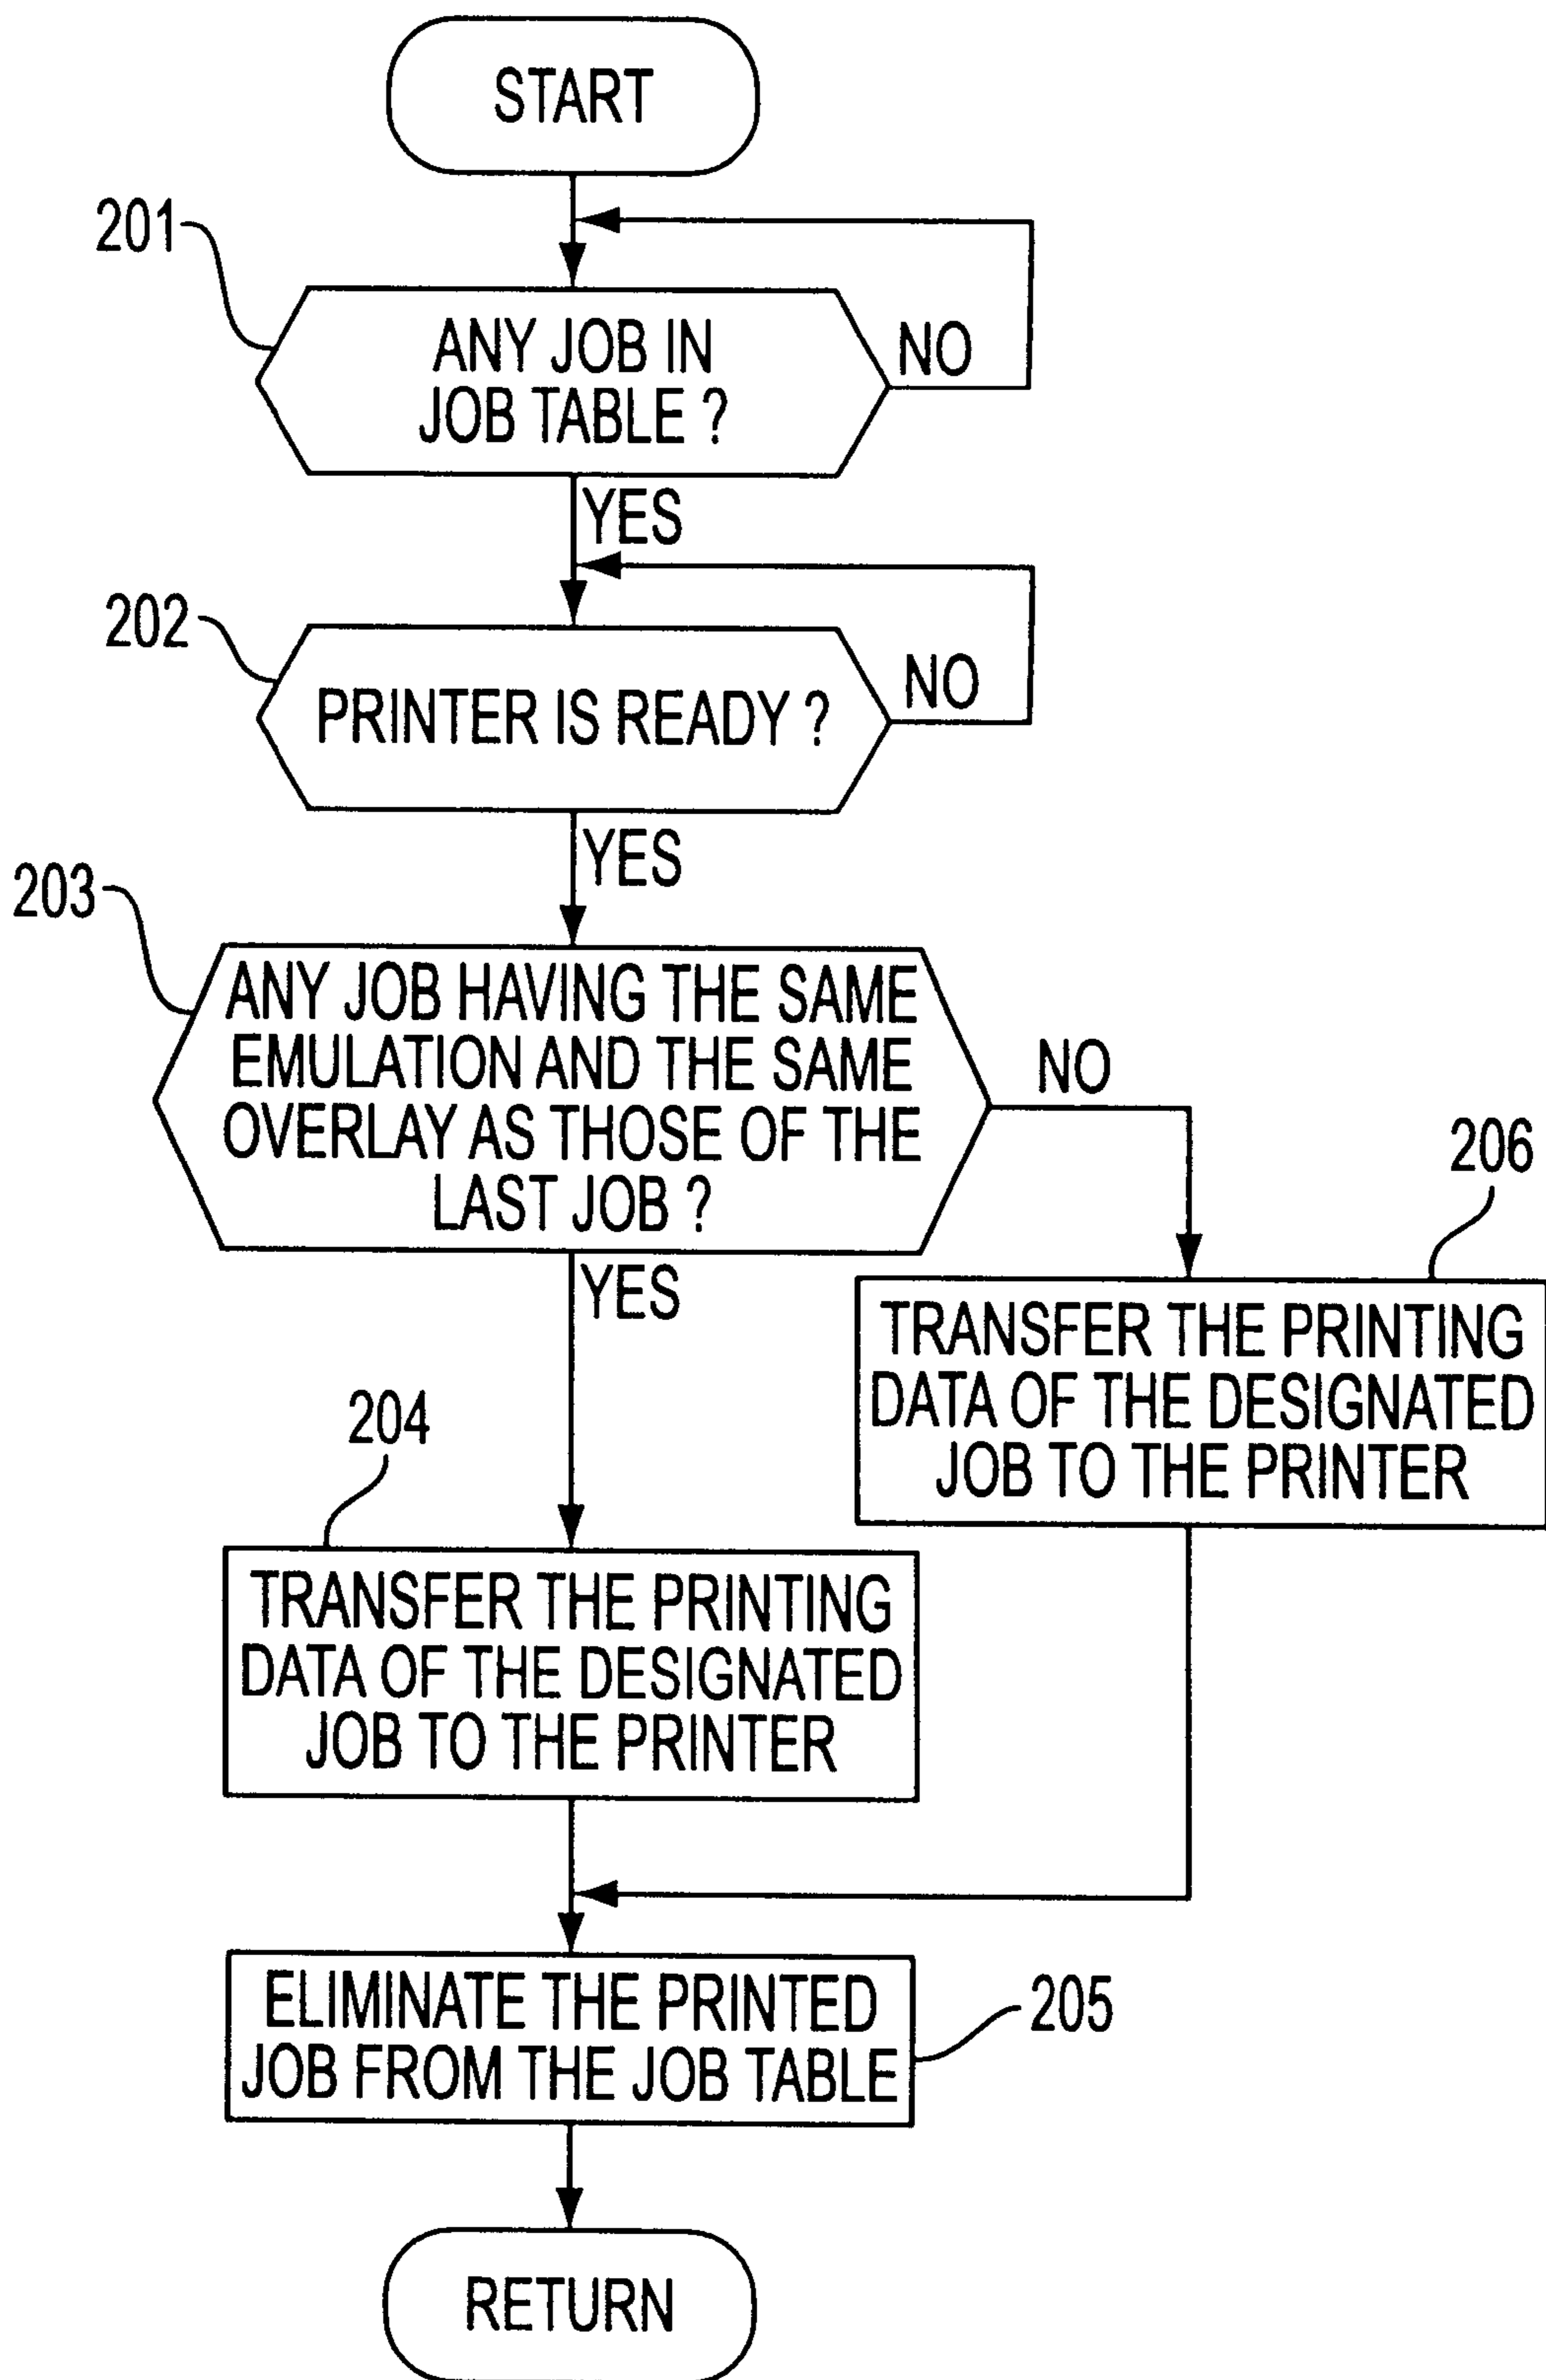 START
201
ANY JOB IN
JOB TABLE ?
NO
YES
202
PRINTER IS READY ?
NO
YES
203
ANY JOB HAVING THE SAME
EMULATION AND THE SAME
OVERLAY AS THOSE OF THE
LAST JOB ?
NO
YES
206
TRANSFER THE PRINTING
DATA OF THE DESIGNATED
JOB TO THE PRINTER
204
TRANSFER THE PRINTING
DATA OF THE DESIGNATED
JOB TO THE PRINTER
ELIMINATE THE PRINTED
JOB FROM THE JOB TABLE
205
RETURN